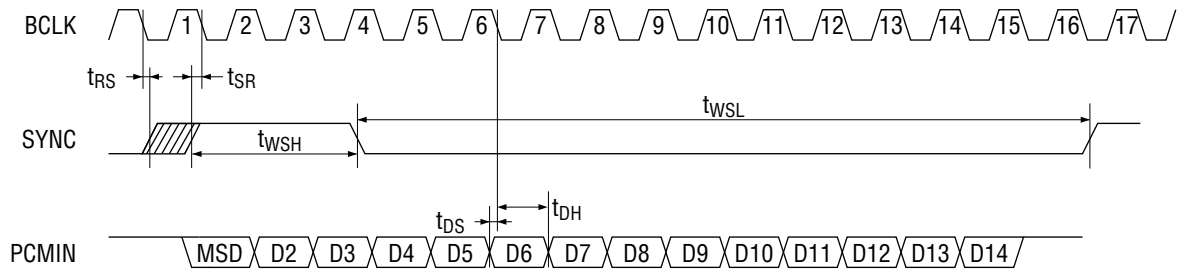 BCLK 1 2 3 4 5 6 7 8 9 10 11 12 13 14 15 16 17
tRS tSR
tWSL
SYNC
tWSH
tDS tDH
PCMIN MSD D2 D3 D4 D5 D6 D7 D8 D9 D10 D11 D12 D13 D14